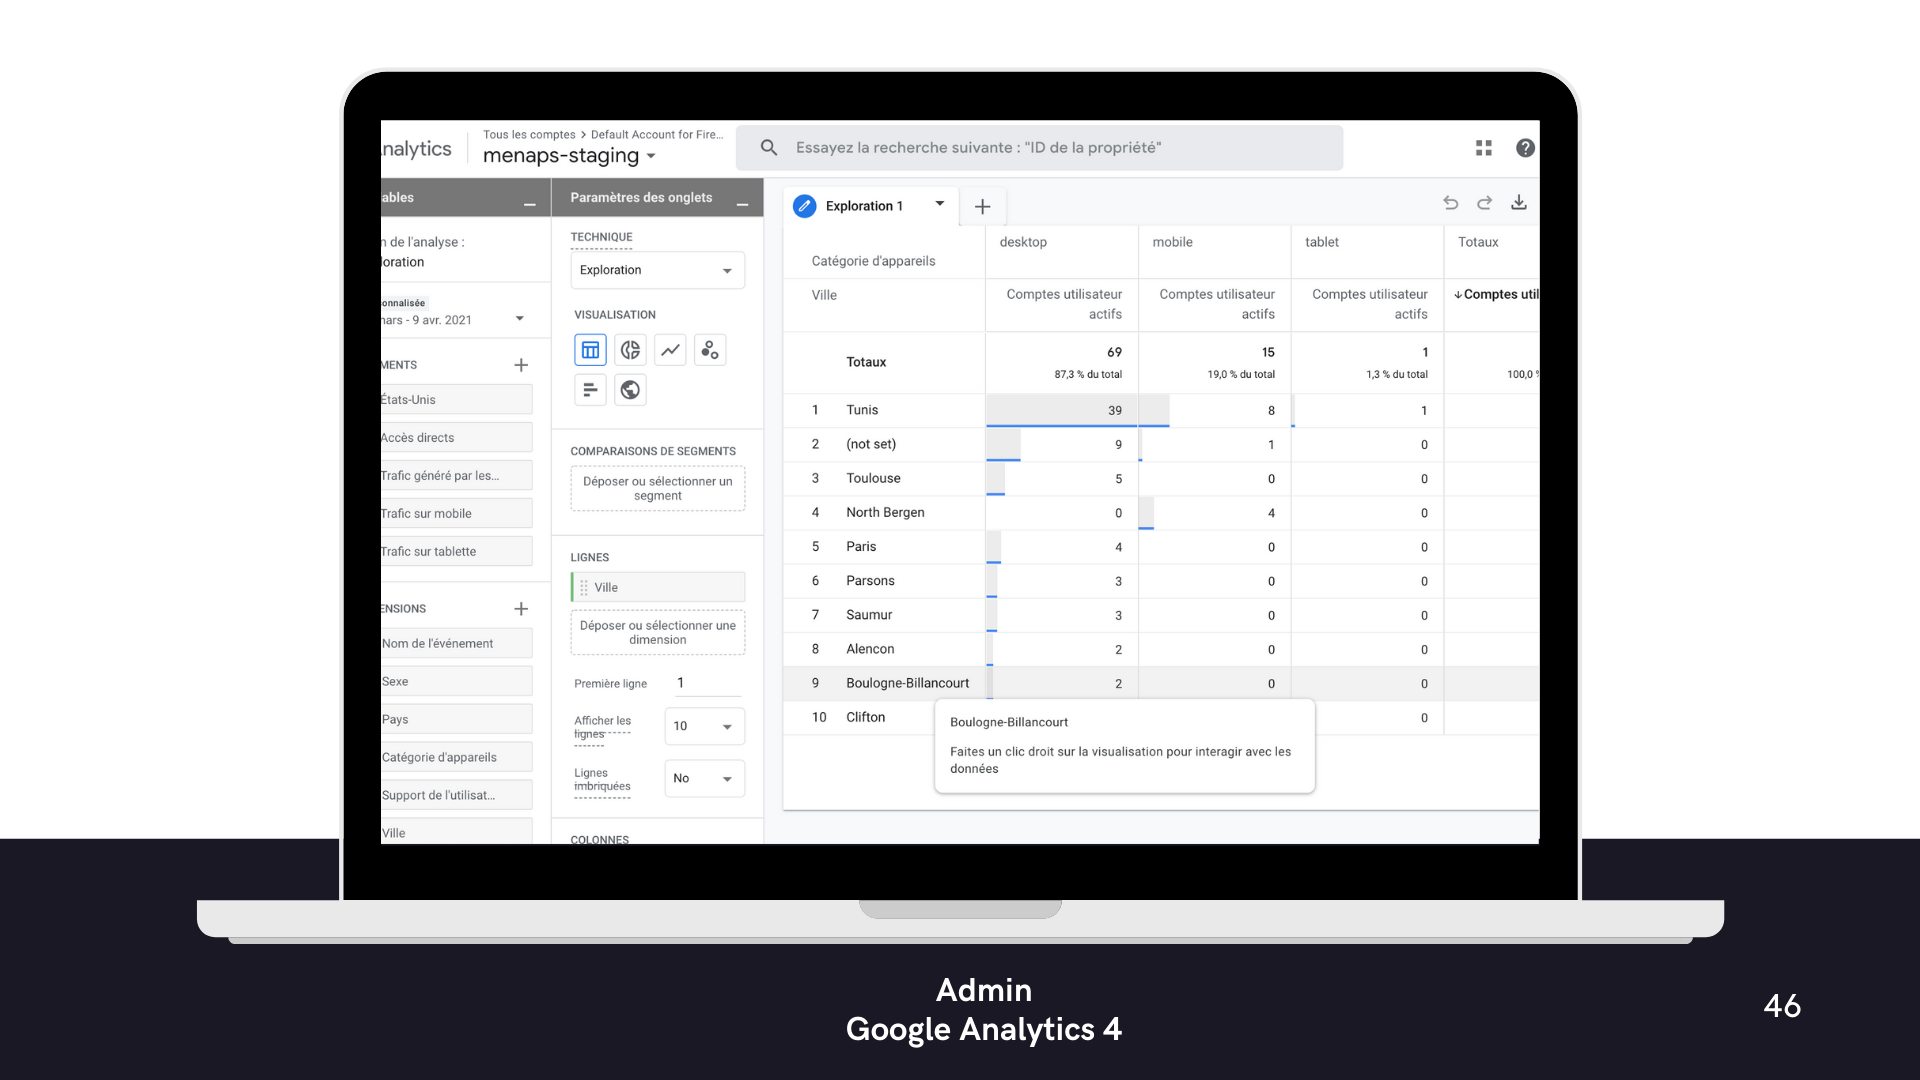 nalytics
Tous les comptes > Default Account for Fire...
menaps-staging
Essayez la recherche suivante : "ID de la propriété"
ables
n de l'analyse :
loration
onnalisée
nars - 9 avr. 2021
MENTS
États-Unis
Accès directs
Trafic généré par les...
Trafic sur mobile
Trafic sur tablette
ENSIONS
Nom de l'événement
Sexe
Pays
Catégorie d'appareils
Support de l'utilisat...
Ville
Paramètres des onglets
TECHNIQUE
Exploration
VISUALISATION
COMPARAISONS DE SEGMENTS
Déposer ou sélectionner un
segment
LIGNES
Ville
Déposer ou sélectionner une
dimension
Première ligne 1
Afficher les
lignes
10
Lignes
imbriquées
No
COLONNES
Exploration 1
Catégorie d'appareils desktop mobile tablet Totaux
Ville Comptes utilisateur Comptes utilisateur Comptes utilisateur ↓Comptes util
actifs actifs actifs
Totaux 69 15 1
87,3 % du total 19,0 % du total 1,3 % du total 100,0 %
1 Tunis 39 8 1
2 (not set) 9 1 0
3 Toulouse 5 0 0
4 North Bergen 0 4 0
5 Paris 4 0 0
6 Parsons 3 0 0
7 Saumur 3 0 0
8 Alencon 2 0 0
9 Boulogne-Billancourt 2 0 0
10 Clifton 0
Boulogne-Billancourt
Faites un clic droit sur la visualisation pour interagir avec les
données
Admin
Google Analytics 4
46